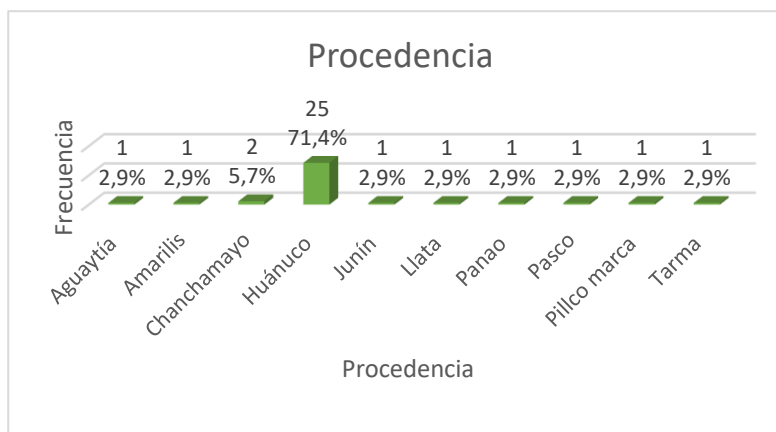 Procedencia
Frecuencia
1 1 2 25 1 1 1 1 1 1
2,9% 2,9% 5,7% 71,4% 2,9% 2,9% 2,9% 2,9% 2,9% 2,9%
Aguaytía
Amarilis
Chanchamayo
Huánuco
Junín
Llata
Panao
Pasco
Pillco marca
Tarma
Procedencia